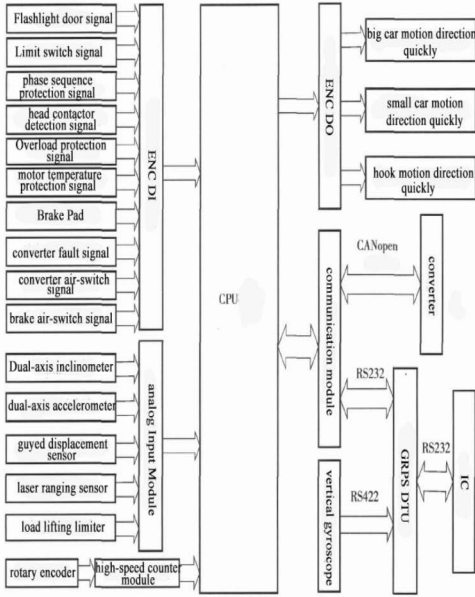 Flashlight door signal
Limit switch signal
phase sequence
protection signal
head contactor
detection signal
Overload protection
signal
motor temperature
protection signal
Brake Pad
converter fault signal
converter air-switch
signal
brake air-switch signal
ENC DI
Dual-axis inclinometer
dual-axis accelerometer
guyed displacement
sensor
laser ranging sensor
load lifting limiter
analog Input Module
rotary encoder
high-speed counter
module
CPU
ENC DO
big car motion direction
quickly
small car motion
direction quickly
hook motion direction
quickly
communication module
CANopen
converter
RS232
vertical gyroscope
RS422
GRPS DTU
RS232
IC